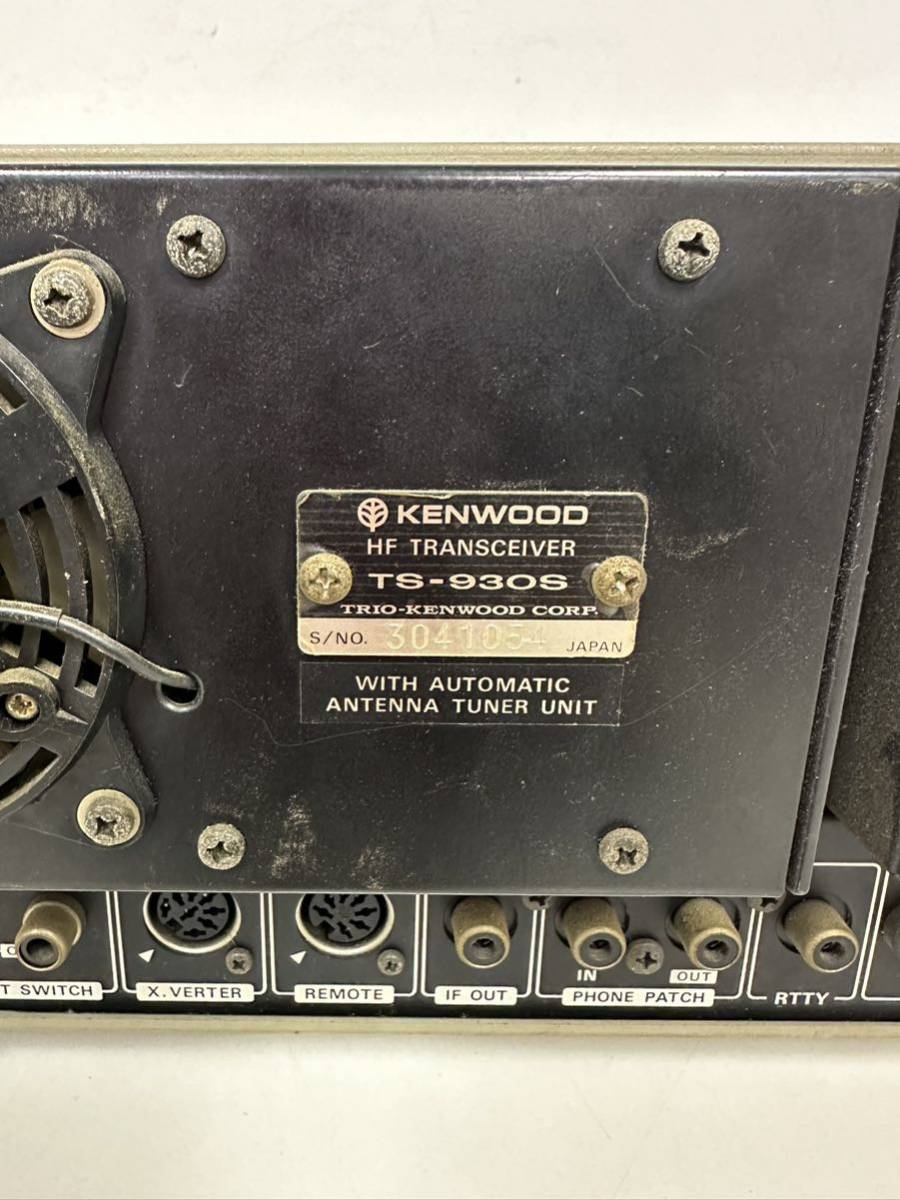 KENWOOD
HF TRANSCEIVER
TS-930S
TRIO-KENWOOD CORP.
S/NO. 3041054 JAPAN
WITH AUTOMATIC
ANTENNA TUNER UNIT
IN OUT
T SWITCH X.VERTER REMOTE IF OUT PHONE PATCH RTTY